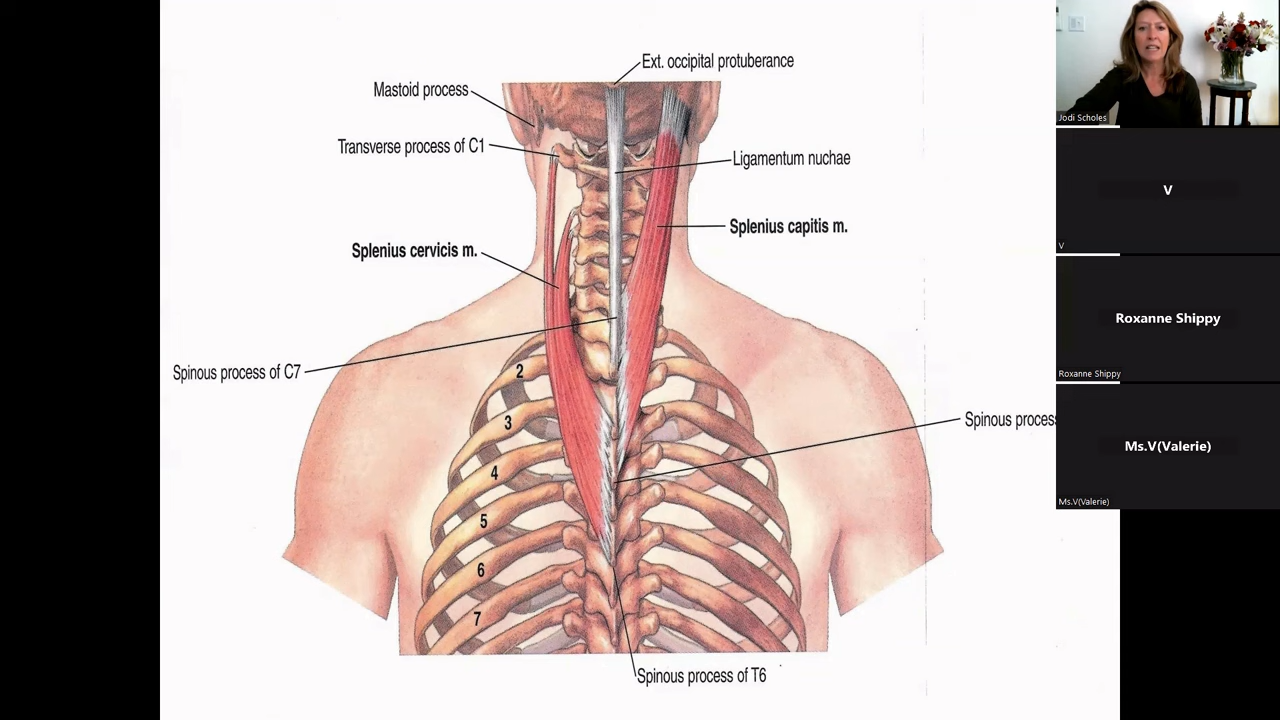 Ext. occipital protuberance
Mastoid process
Transverse process of C1
Ligamentum nuchae
Splenius capitis m.
Splenius cervicis m.
Spinous process of C7
2
3
4
5
6
7
Spinous process
Spinous process of T6
Jodi Scholes
V
V
Roxanne Shippy
Roxanne Shippy
Ms.V(Valerie)
Ms.V(Valerie)